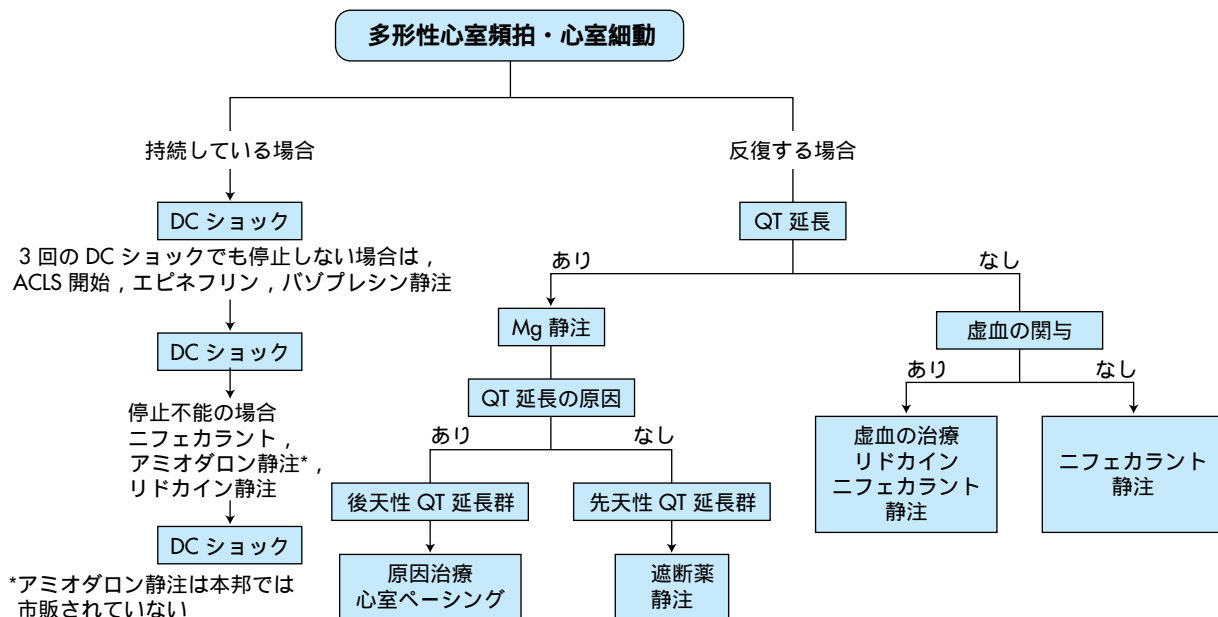 多形性心室頻拍・心室細動
持続している場合
反復する場合
DC ショック
3 回の DC ショックでも停止しない場合は，
ACLS 開始，エピネフリン，バゾプレシン静注
DC ショック
停止不能の場合
ニフェカラント，
アミオダロン静注*，
リドカイン静注
DC ショック
*アミオダロン静注は本邦では
市販されていない
QT 延長
あり
なし
Mg 静注
QT 延長の原因
あり
なし
後天性 QT 延長群
先天性 QT 延長群
原因治療
心室ペーシング
遮断薬
静注
虚血の関与
あり
なし
虚血の治療
リドカイン
ニフェカラント
静注
ニフェカラント
静注